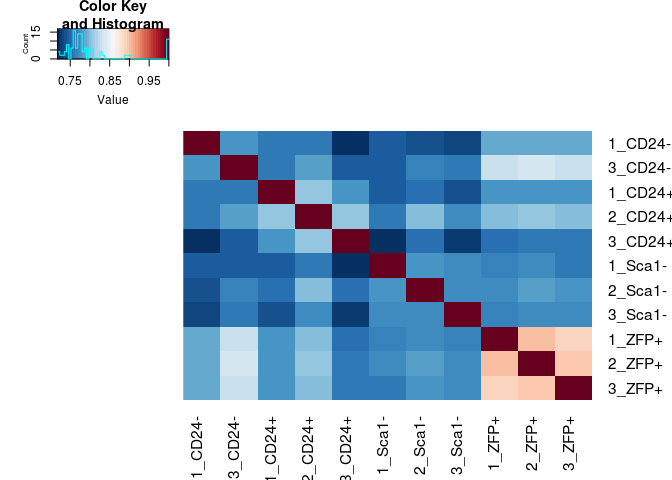 Color Key
and Histogram
Count
0 15
0.75 0.85 0.95
Value
1_CD24-
3_CD24-
1_CD24+
2_CD24+
3_CD24+
1_Sca1-
2_Sca1-
3_Sca1-
1_ZFP+
2_ZFP+
3_ZFP+
1_CD24- 3_CD24- 1_CD24+ 2_CD24+ 3_CD24+ 1_Sca1- 2_Sca1- 3_Sca1- 1_ZFP+ 2_ZFP+ 3_ZFP+